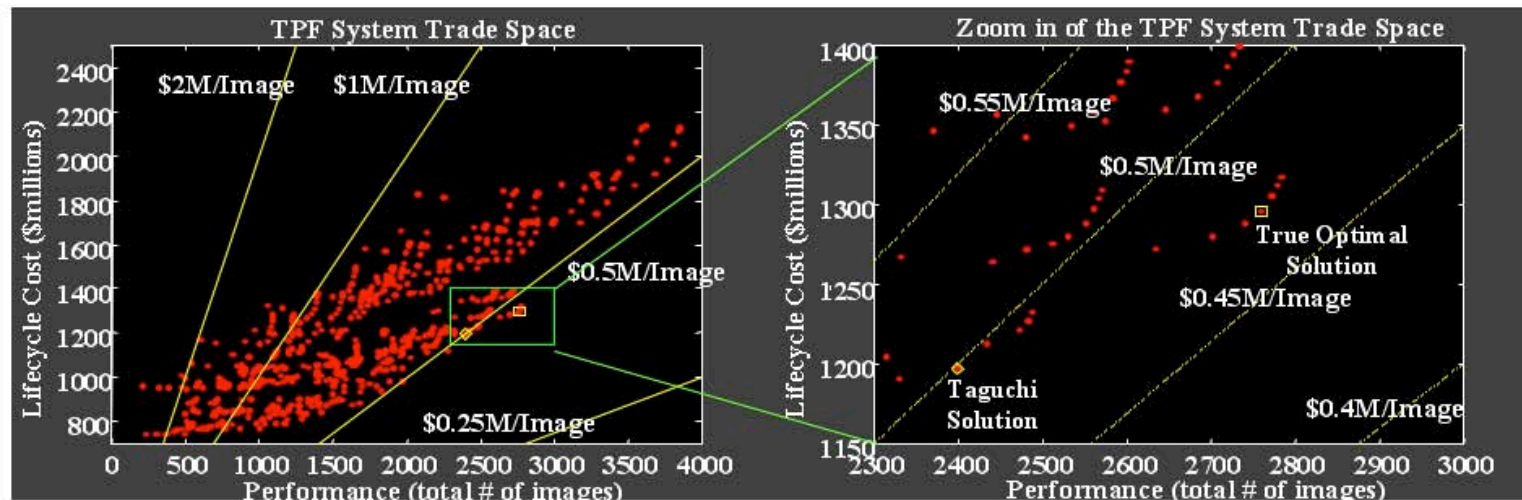 TPF System Trade Space
Lifecycle Cost ($millions)
2400
2200
2000
1800
1600
1400
1200
1000
800
$2M/Image
$1M/Image
$0.5M/Image
$0.25M/Image
0 500 1000 1500 2000 2500 3000 3500 4000
Performance (total # of images)
Zoom in of the TPF System Trade Space
Lifecycle Cost ($millions)
1400
1350
1300
1250
1200
1150
$0.55M/Image
$0.5M/Image
True Optimal
Solution
$0.45M/Image
Taguchi
Solution
$0.4M/Image
2300 2400 2500 2600 2700 2800 2900 3000
Performance (total # of images)